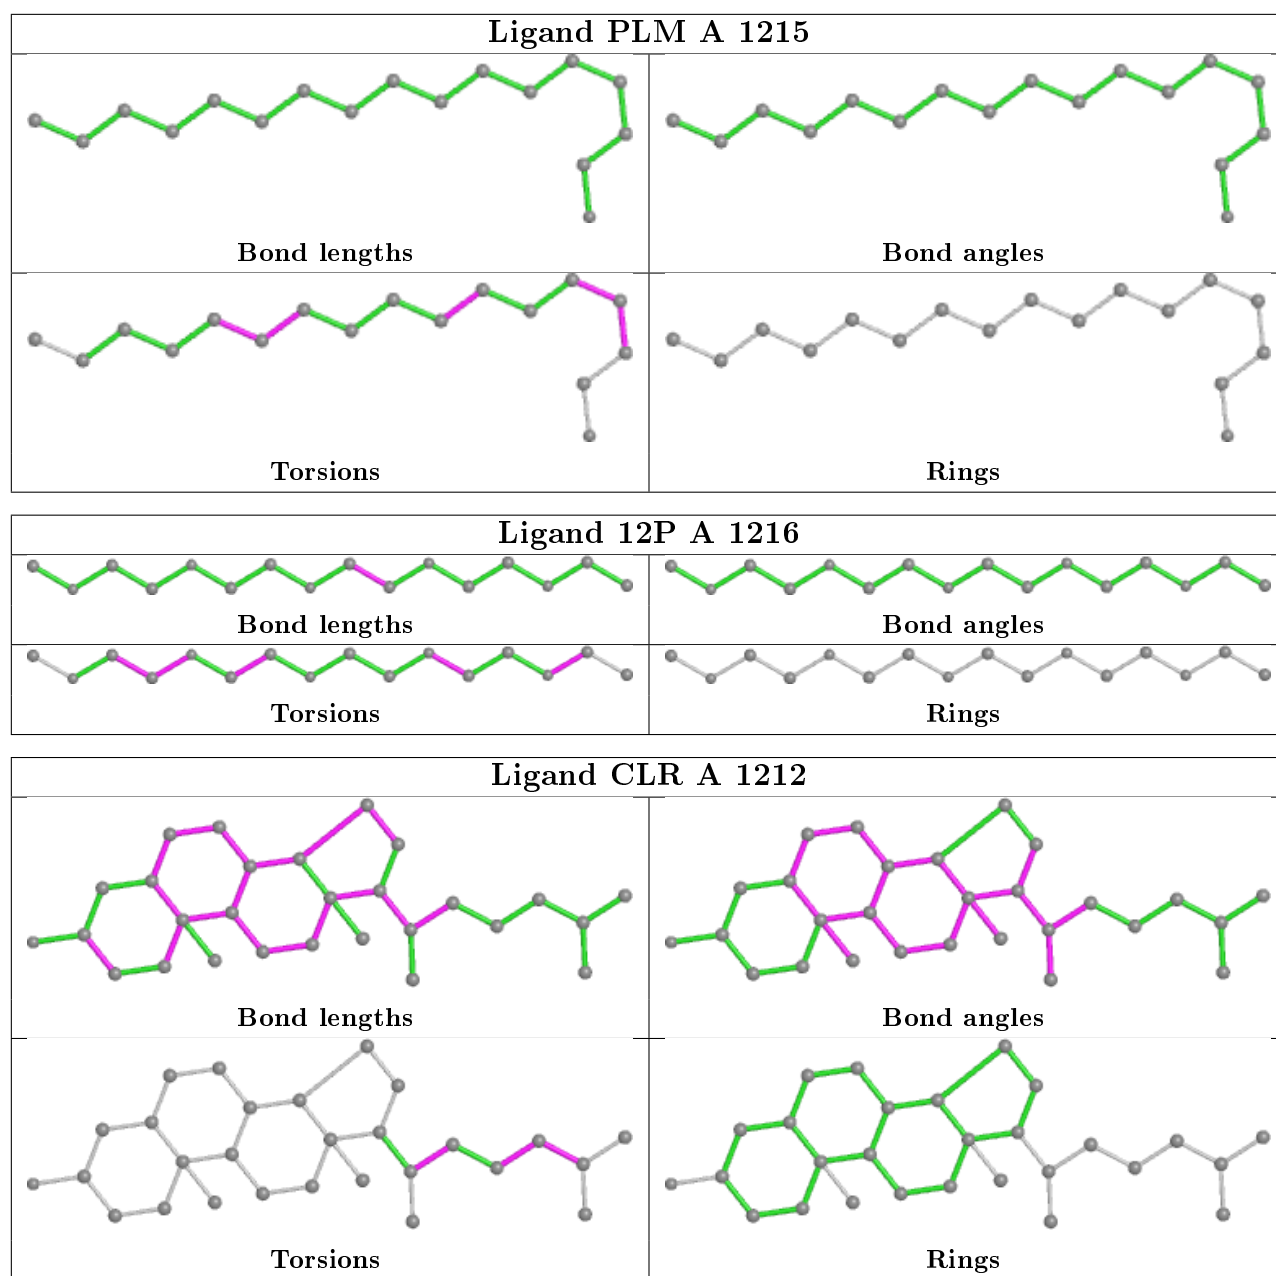 Ligand PLM A 1215
Bond lengths
Bond angles
Torsions
Rings
Ligand 12P A 1216
Bond lengths
Bond angles
Torsions
Rings
Ligand CLR A 1212
Bond lengths
Bond angles
Torsions
Rings